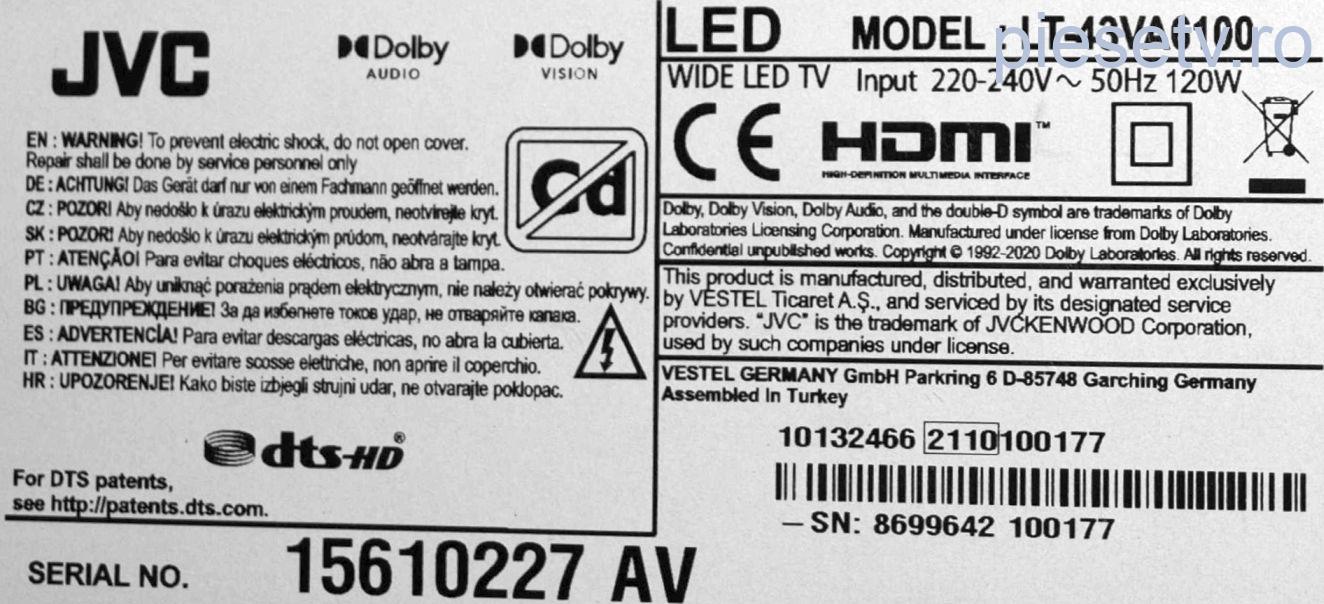 JVC
Dolby
AUDIO
Dolby
VISION
EN : WARNING! To prevent electric shock, do not open cover.
Repair shall be done by service personnel only
DE : ACHTUNG! Das Gerät darf nur von einem Fachmann geöffnet werden.
CZ : POZOR! Aby nedošlo k úrazu elektrickým proudem, neotvírejte kryt.
SK : POZOR! Aby nedošlo k úrazu elektrickým prúdom, neotvárajte kryt.
PT : ATENÇÃO! Para evitar choques eléctricos, não abra a tampa.
PL : UWAGA! Aby uniknąć porażenia prądem elektrycznym, nie należy otwierać pokrywy.
BG : ПРЕДУПРЕЖДЕНИЕ! За да избегнете токов удар, не отваряйте капака.
ES : ADVERTENCÍA! Para evitar descargas eléctricas, no abra la cubierta.
IT : ATTENZIONE! Per evitare scosse elettriche, non aprire il coperchio.
HR : UPOZORENJE! Kako biste izbjegli strujni udar, ne otvarajte poklopac.
Cd
dts-HD®
For DTS patents,
see http://patents.dts.com.
SERIAL NO. 15610227 AV
LED MODEL : LT-43VA6100
piesetv.ro
WIDE LED TV Input 220-240V~ 50Hz 120W
CE HDMI™
HIGH-DEFINITION MULTIMEDIA INTERFACE
Dolby, Dolby Vision, Dolby Audio, and the double-D symbol are trademarks of Dolby
Laboratories Licensing Corporation. Manufactured under license from Dolby Laboratories.
Confidential unpublished works. Copyright © 1992-2020 Dolby Laboratories. All rights reserved.
This product is manufactured, distributed, and warranted exclusively
by VESTEL Ticaret A.Ş., and serviced by its designated service
providers. "JVC" is the trademark of JVCKENWOOD Corporation,
used by such companies under license.
VESTEL GERMANY GmbH Parkring 6 D-85748 Garching Germany
Assembled In Turkey
10132466 2110100177
– SN: 8699642 100177